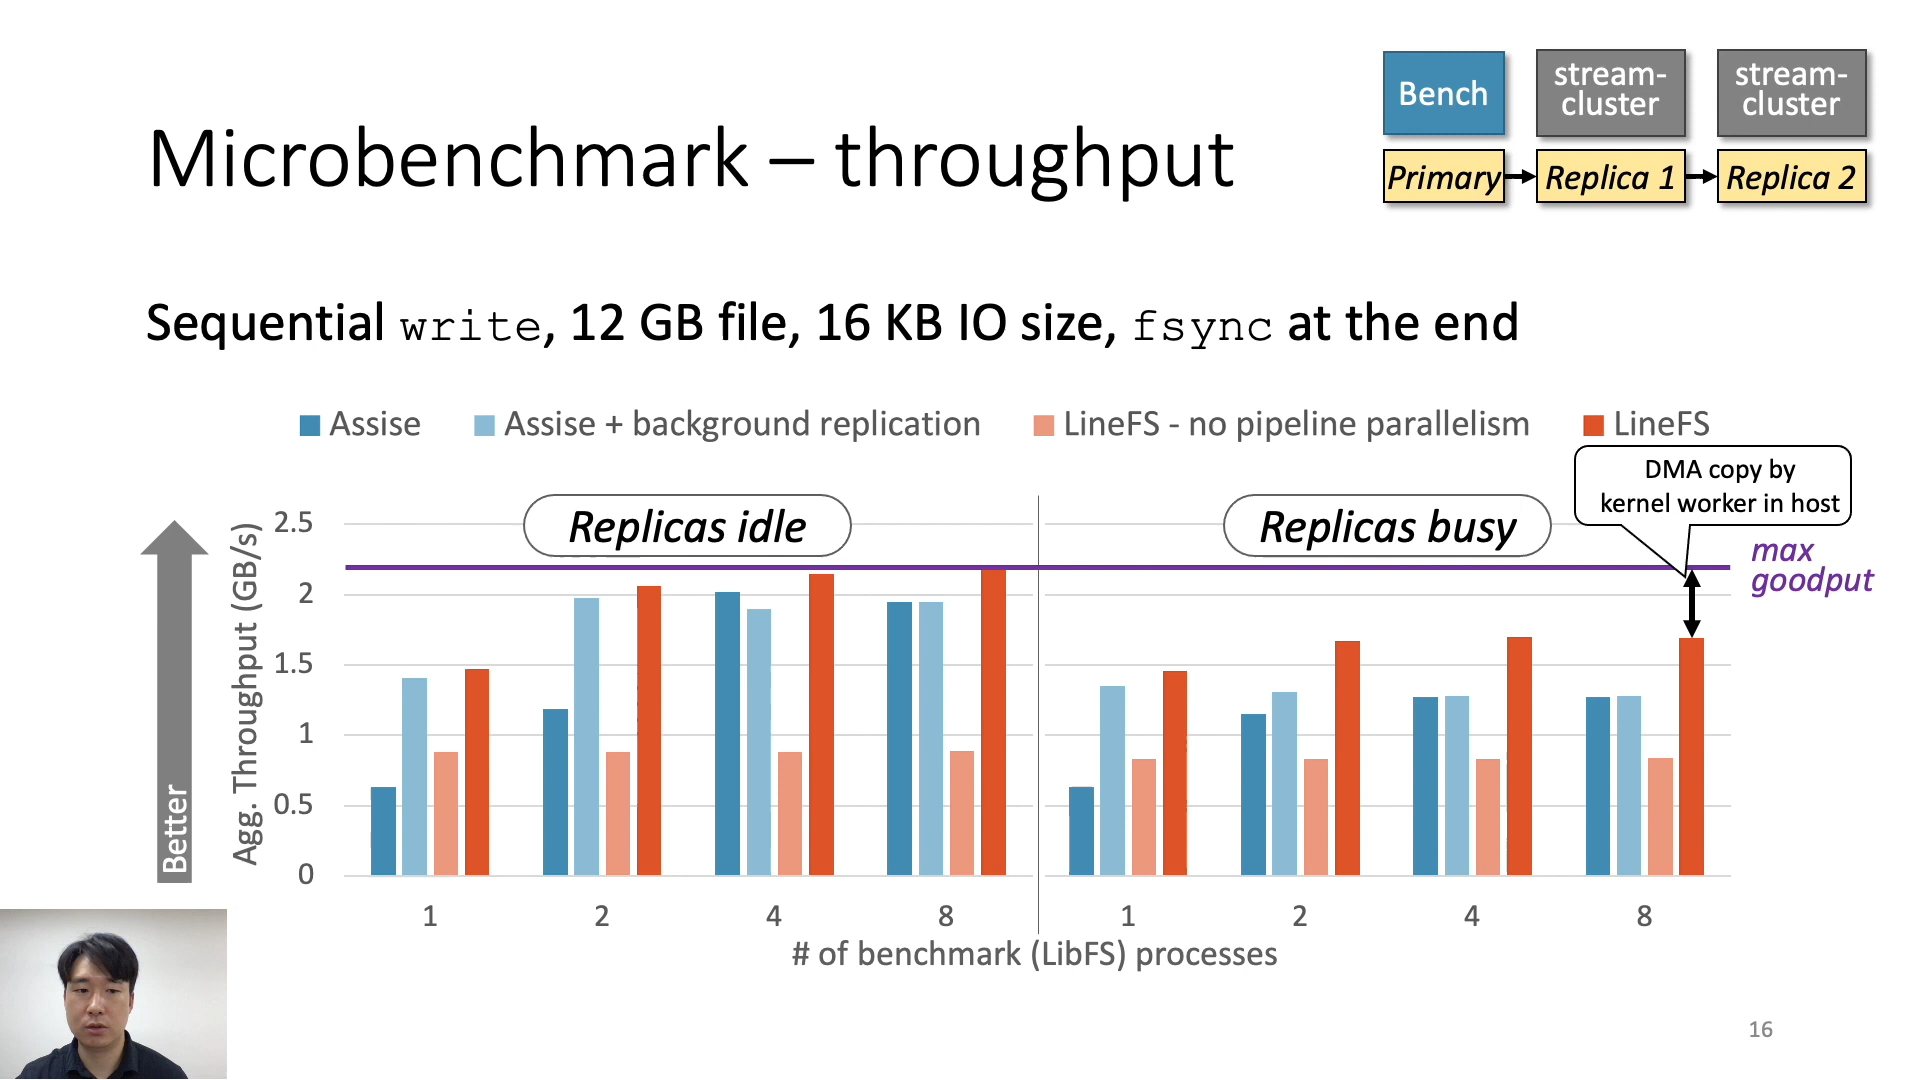 Bench
stream-
cluster
stream-
cluster
Primary
Replica 1
Replica 2
Microbenchmark – throughput
Sequential write, 12 GB file, 16 KB IO size, fsync at the end
Assise
Assise + background replication
LineFS - no pipeline parallelism
LineFS
DMA copy by
kernel worker in host
Replicas idle
Replicas busy
max
goodput
Better
Agg. Throughput (GB/s)
2.5
2
1.5
1
0.5
0
1 2 4 8 1 2 4 8
# of benchmark (LibFS) processes
16